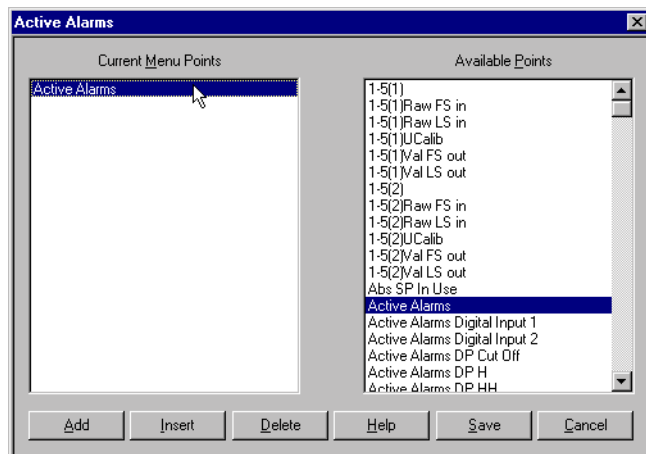 Active Alarms
Current Menu Points
Available Points
Active Alarms
1-5(1)
1-5(1)Raw FS in
1-5(1)Raw LS in
1-5(1)UCalib
1-5(1)Val FS out
1-5(1)Val LS out
1-5(2)
1-5(2)Raw FS in
1-5(2)Raw LS in
1-5(2)UCalib
1-5(2)Val FS out
1-5(2)Val LS out
Abs SP In Use
Active Alarms
Active Alarms Digital Input 1
Active Alarms Digital Input 2
Active Alarms DP Cut Off
Active Alarms DP H
Active Alarms DP HH
Add Insert Delete Help Save Cancel